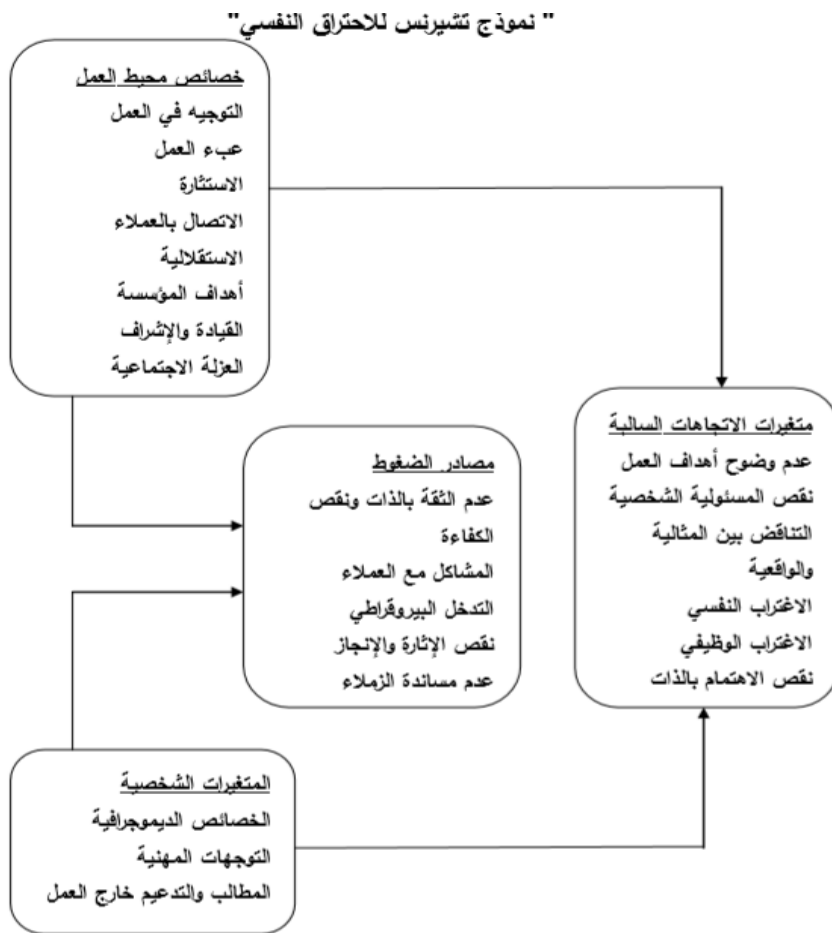 " نموذج تشيرنس للاحتراق النفسي"
خصائص محيط العمل
التوجيه في العمل
عبء العمل
الاستثارة
الاتصال بالعملاء
الاستقلالية
أهداف المؤسسة
القيادة والإشراف
العزلة الاجتماعية
متغيرات الاتجاهات السالبة
عدم وضوح أهداف العمل
نقص المسئولية الشخصية
التناقض بين المثالية
والواقعية
الاغتراب النفسي
الاغتراب الوظيفي
نقص الاهتمام بالذات
مصادر الضغوط
عدم الثقة بالذات ونقص
الكفاءة
المشاكل مع العملاء
التدخل البيروقراطي
نقص الإثارة والإنجاز
عدم مساندة الزملاء
المتغيرات الشخصية
الخصائص الديموجرافية
التوجهات المهنية
المطالب والتدعيم خارج العمل